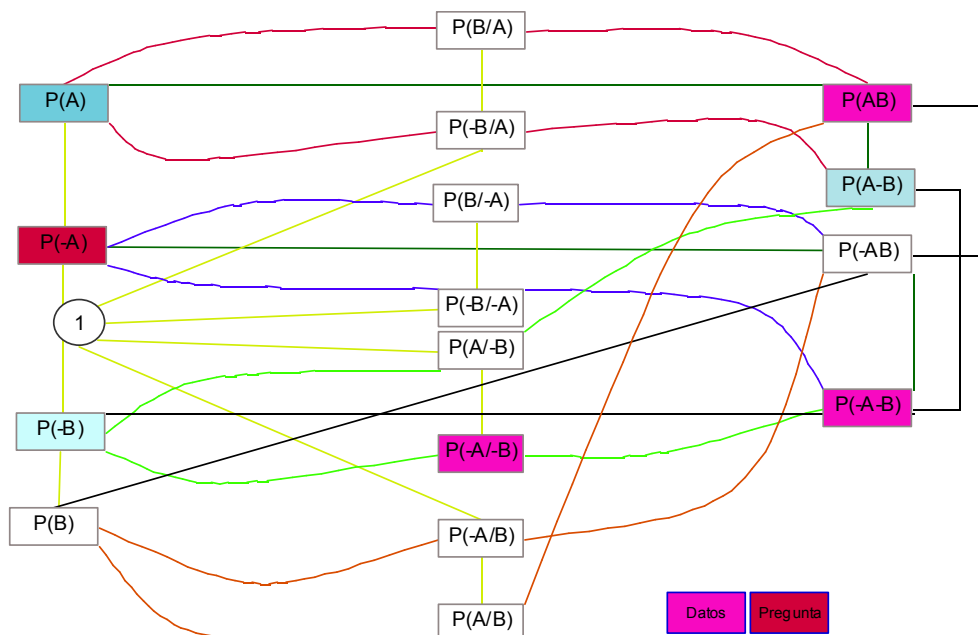 P(B/A)
P(A)
P(AB)
P(-B/A)
P(A-B)
P(B/-A)
P(-A)
P(-AB)
P(-B/-A)
1
P(A/-B)
P(-A-B)
P(-B)
P(-A/-B)
P(B)
P(-A/B)
P(A/B)
Datos
Pregunta